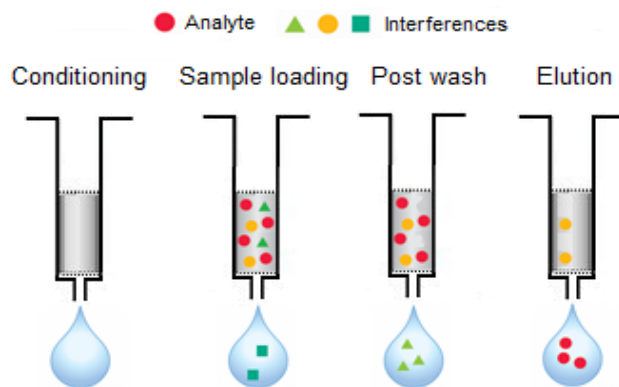 Analyte Interferences
Conditioning Sample loading Post wash Elution